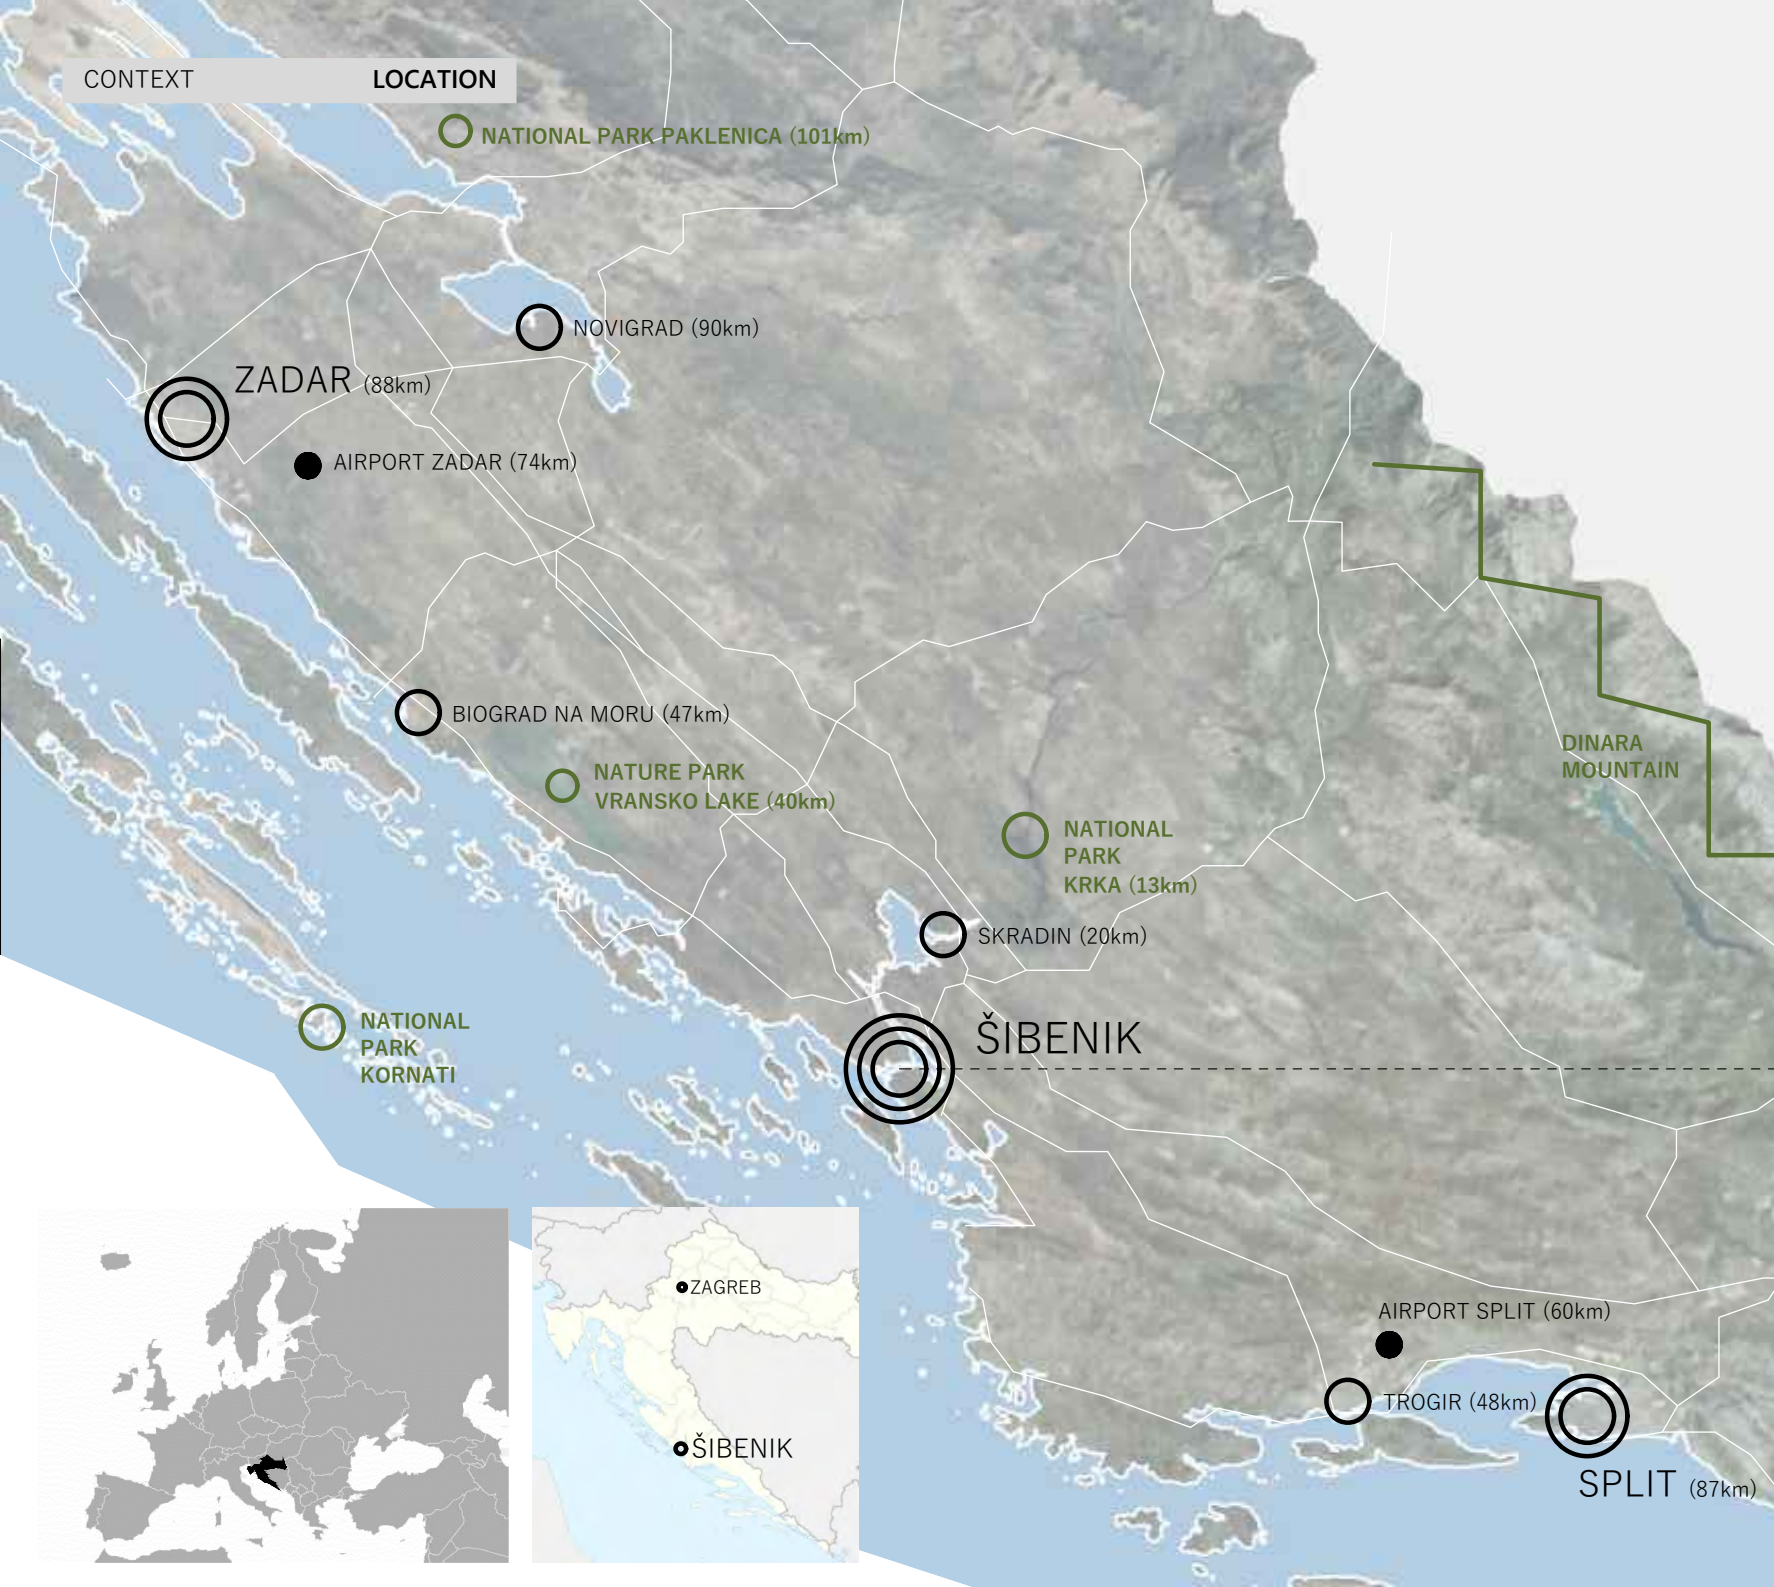 CONTEXT LOCATION
NATIONAL PARK PAKLENICA (101km)
NOVIGRAD (90km)
ZADAR (88km)
AIRPORT ZADAR (74km)
BIOGRAD NA MORU (47km)
DINARA
MOUNTAIN
NATURE PARK
VRANSKO LAKE (40km)
NATIONAL
PARK
KRKA (13km)
SKRADIN (20km)
NATIONAL
PARK
KORNATI
ŠIBENIK
ZAGREB
ŠIBENIK
AIRPORT SPLIT (60km)
TROGIR (48km)
SPLIT (87km)